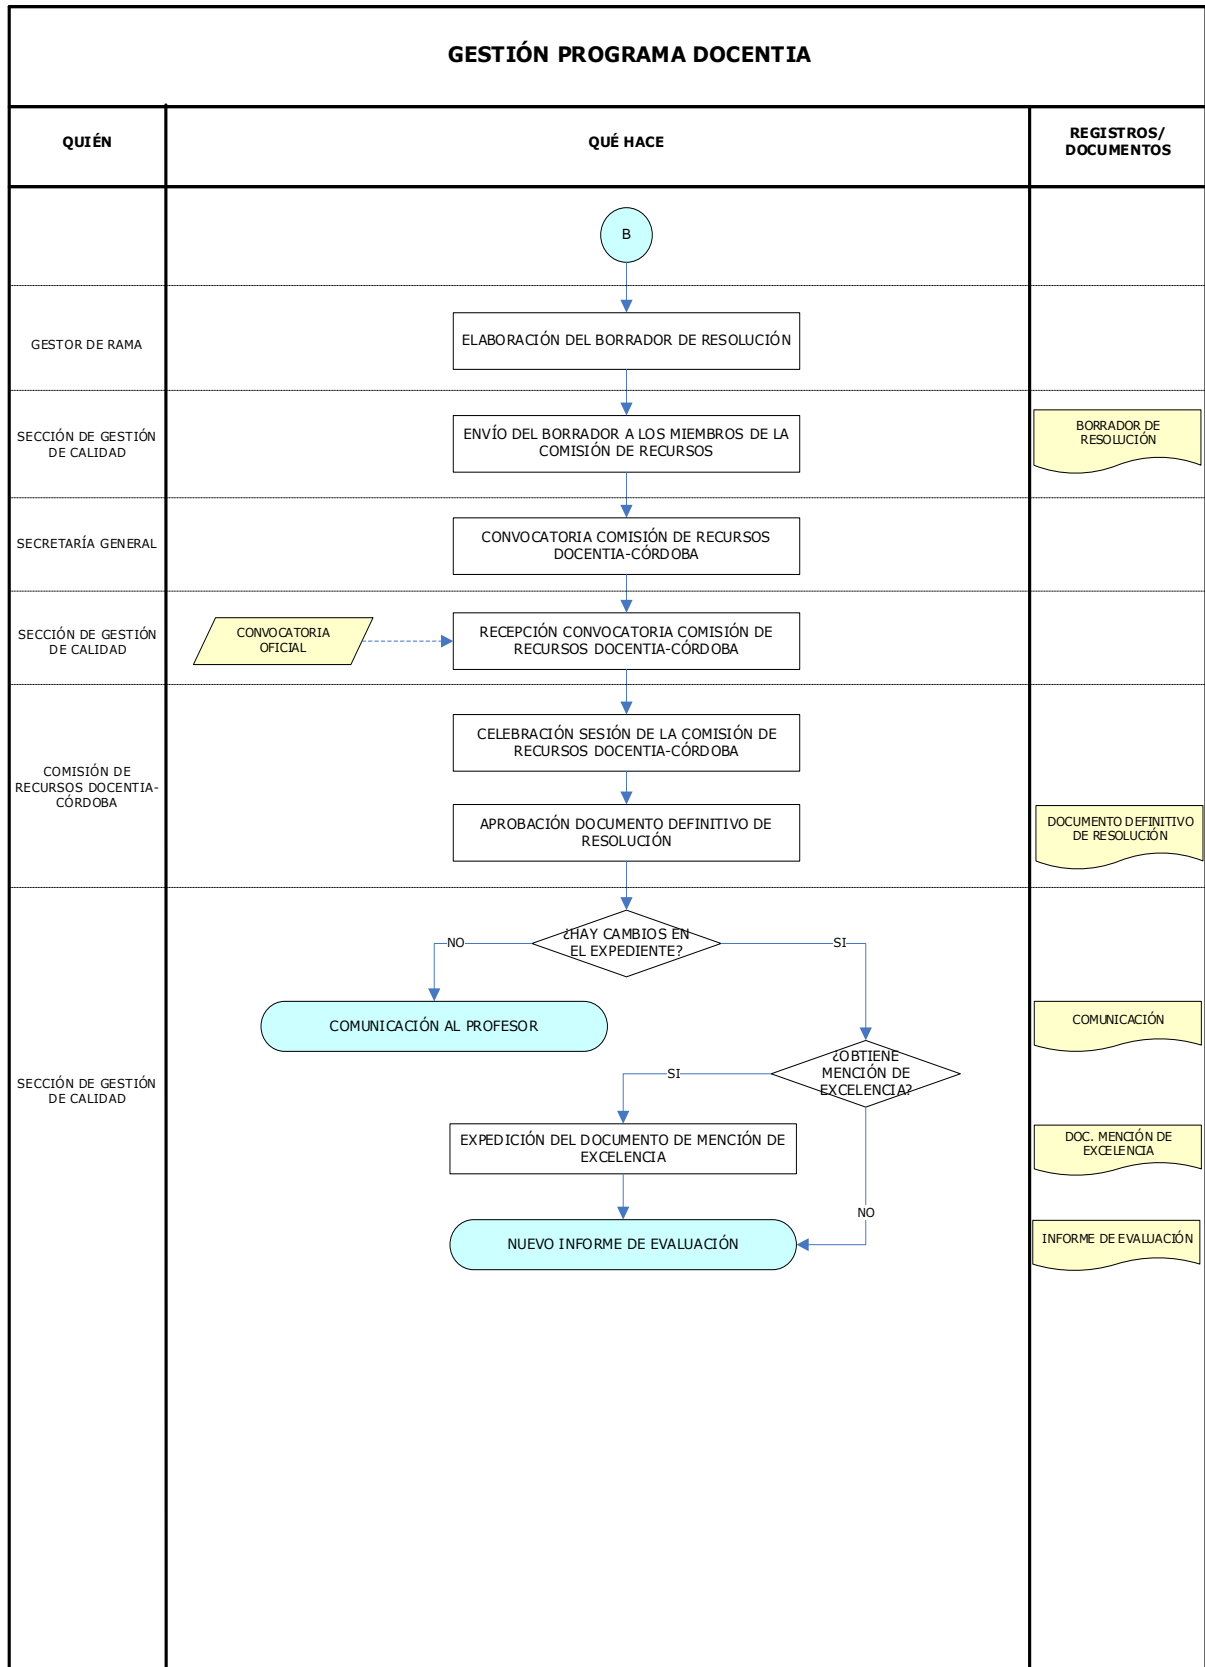 GESTIÓN PROGRAMA DOCENTIA
QUIÉN
QUÉ HACE
REGISTROS/
DOCUMENTOS
B
GESTOR DE RAMA
ELABORACIÓN DEL BORRADOR DE RESOLUCIÓN
SECCIÓN DE GESTIÓN
DE CALIDAD
ENVÍO DEL BORRADOR A LOS MIEMBROS DE LA
COMISIÓN DE RECURSOS
BORRADOR DE
RESOLUCIÓN
SECRETARÍA GENERAL
CONVOCATORIA COMISIÓN DE RECURSOS
DOCENTIA-CÓRDOBA
SECCIÓN DE GESTIÓN
DE CALIDAD
CONVOCATORIA
OFICIAL
RECEPCIÓN CONVOCATORIA COMISIÓN DE
RECURSOS DOCENTIA-CÓRDOBA
COMISIÓN DE
RECURSOS DOCENTIA-
CÓRDOBA
CELEBRACIÓN SESIÓN DE LA COMISIÓN DE
RECURSOS DOCENTIA-CÓRDOBA
APROBACIÓN DOCUMENTO DEFINITIVO DE
RESOLUCIÓN
DOCUMENTO DEFINITIVO
DE RESOLUCIÓN
¿HAY CAMBIOS EN
EL EXPEDIENTE?
NO
SI
COMUNICACIÓN AL PROFESOR
COMUNICACIÓN
SECCIÓN DE GESTIÓN
DE CALIDAD
¿OBTIENE
MENCIÓN DE
EXCELENCIA?
SI
EXPEDICIÓN DEL DOCUMENTO DE MENCIÓN DE
EXCELENCIA
DOC. MENCIÓN DE
EXCELENCIA
NO
NUEVO INFORME DE EVALUACIÓN
INFORME DE EVALUACIÓN